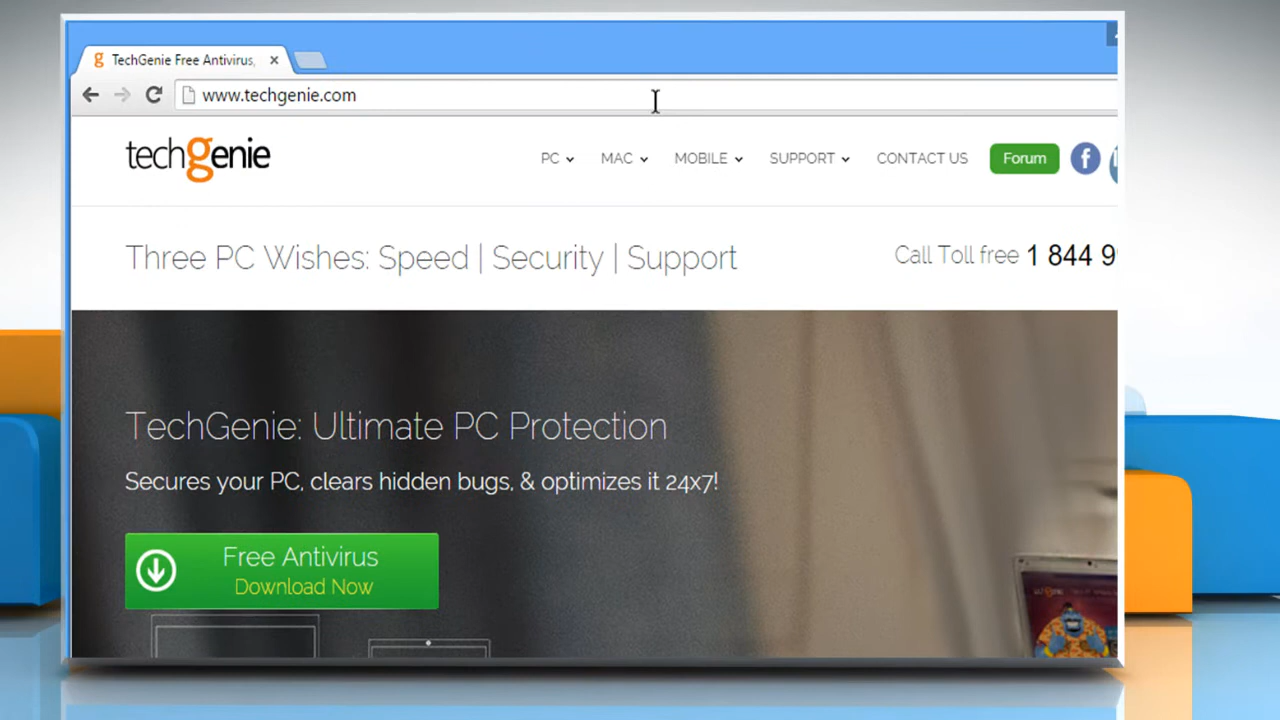 TechGenie Free Antivirus,
www.techgenie.com
techgenie
PC MAC MOBILE SUPPORT CONTACT US Forum f
Three PC Wishes: Speed | Security | Support
Call Toll free 1 844 9
TechGenie: Ultimate PC Protection
Secures your PC, clears hidden bugs, & optimizes it 24x7!
Free Antivirus
Download Now